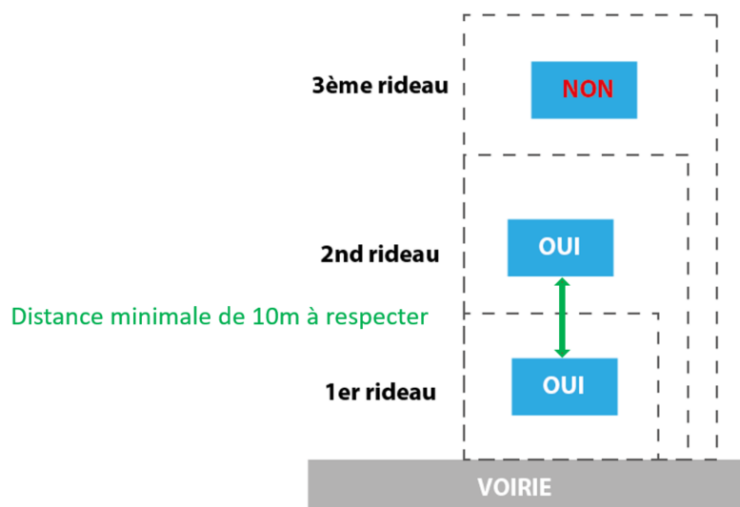 3ème rideau
NON
2nd rideau
OUI
Distance minimale de 10m à respecter
1er rideau
OUI
VOIRIE